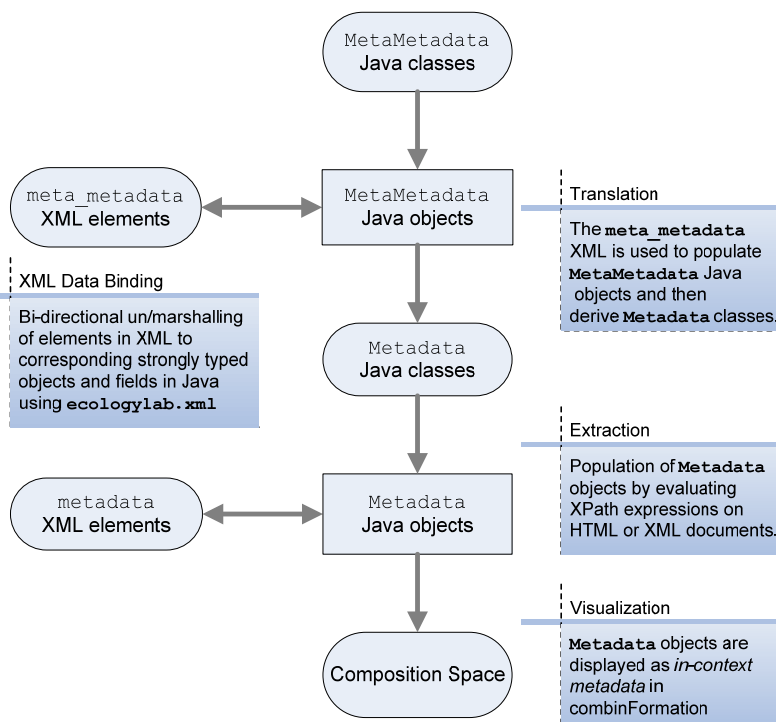 MetaMetadata
Java classes
meta_metadata
XML elements
MetaMetadata
Java objects
Translation
The meta_metadata
XML is used to populate
MetaMetadata Java
objects and then
derive Metadata classes.
XML Data Binding
Bi-directional un/marshalling
of elements in XML to
corresponding strongly typed
objects and fields in Java
using ecologylab.xml
Metadata
Java classes
Extraction
Population of Metadata
objects by evaluating
XPath expressions on
HTML or XML documents.
metadata
XML elements
Metadata
Java objects
Visualization
Metadata objects are
displayed as in-context
metadata in
combinFormation
Composition Space